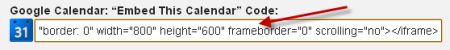 Google Calendar: “Embed This Calendar” Code:
31
"border: 0" width="800" height="600" frameborder="0" scrolling="no"></iframe>